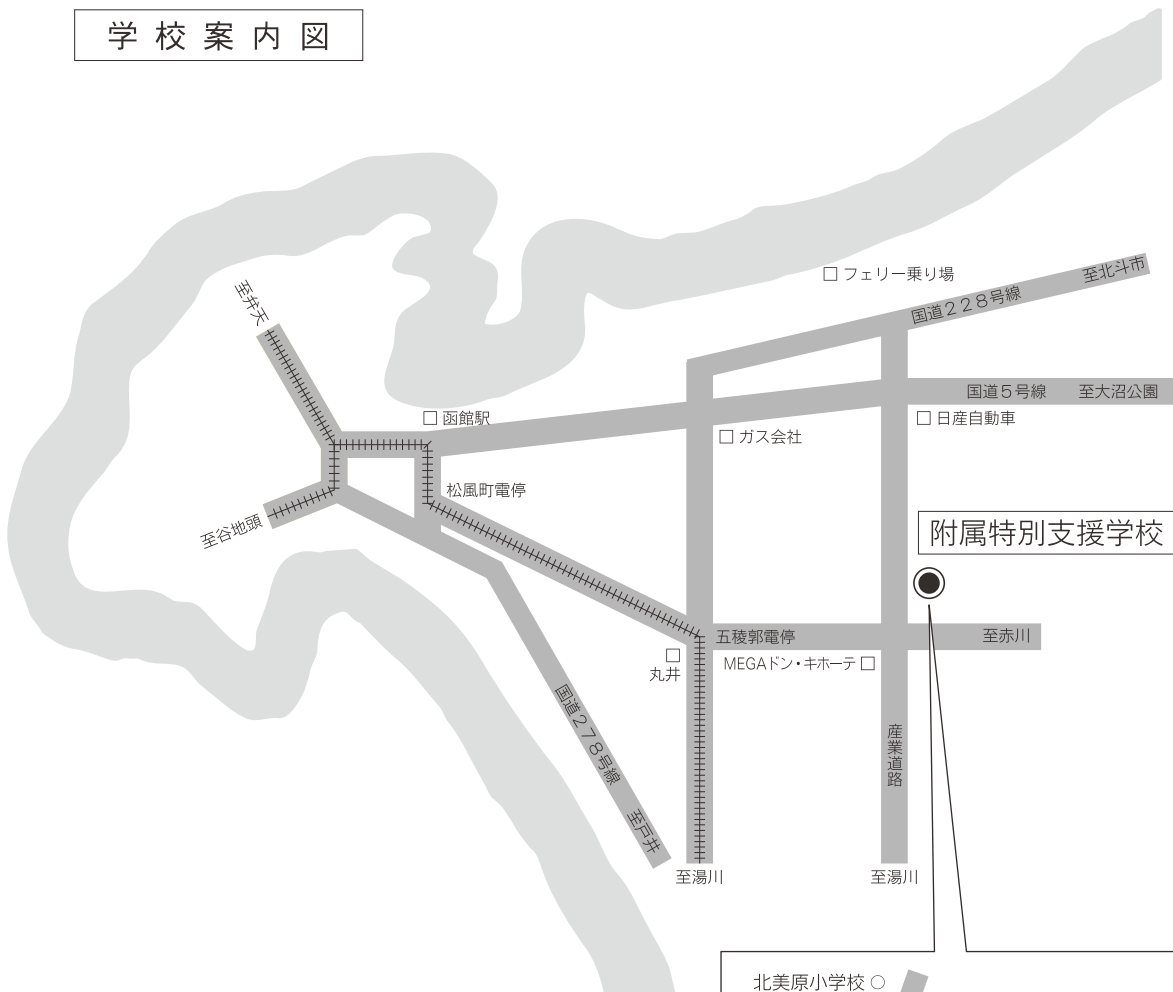 学校案内図
至井天
フェリー乗り場
国道228号線
至北斗市
国道5号線
至大沼公園
函館駅
ガス会社
日産自動車
松風町電停
至谷地頭
附属特別支援学校
五稜郭電停
至赤川
丸井
MEGAドン・キホーテ
国道278号線
産業道路
至戸井
至湯川
至湯川
北美原小学校